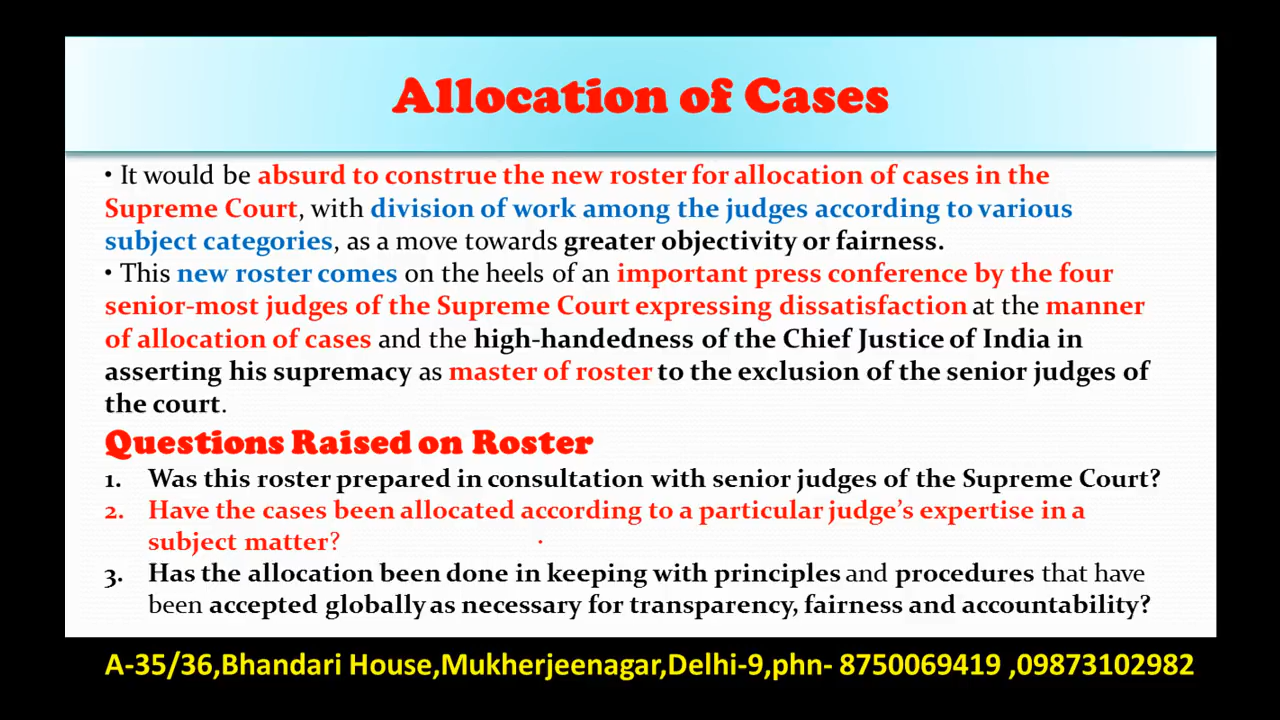 Allocation of Cases
• It would be absurd to construe the new roster for allocation of cases in the
Supreme Court, with division of work among the judges according to various
subject categories, as a move towards greater objectivity or fairness.
• This new roster comes on the heels of an important press conference by the four
senior-most judges of the Supreme Court expressing dissatisfaction at the manner
of allocation of cases and the high-handedness of the Chief Justice of India in
asserting his supremacy as master of roster to the exclusion of the senior judges of
the court.
Questions Raised on Roster
1. Was this roster prepared in consultation with senior judges of the Supreme Court?
2. Have the cases been allocated according to a particular judge’s expertise in a
subject matter?
3. Has the allocation been done in keeping with principles and procedures that have
been accepted globally as necessary for transparency, fairness and accountability?
A-35/36,Bhandari House,Mukherjeenagar,Delhi-9,phn- 8750069419 ,09873102982